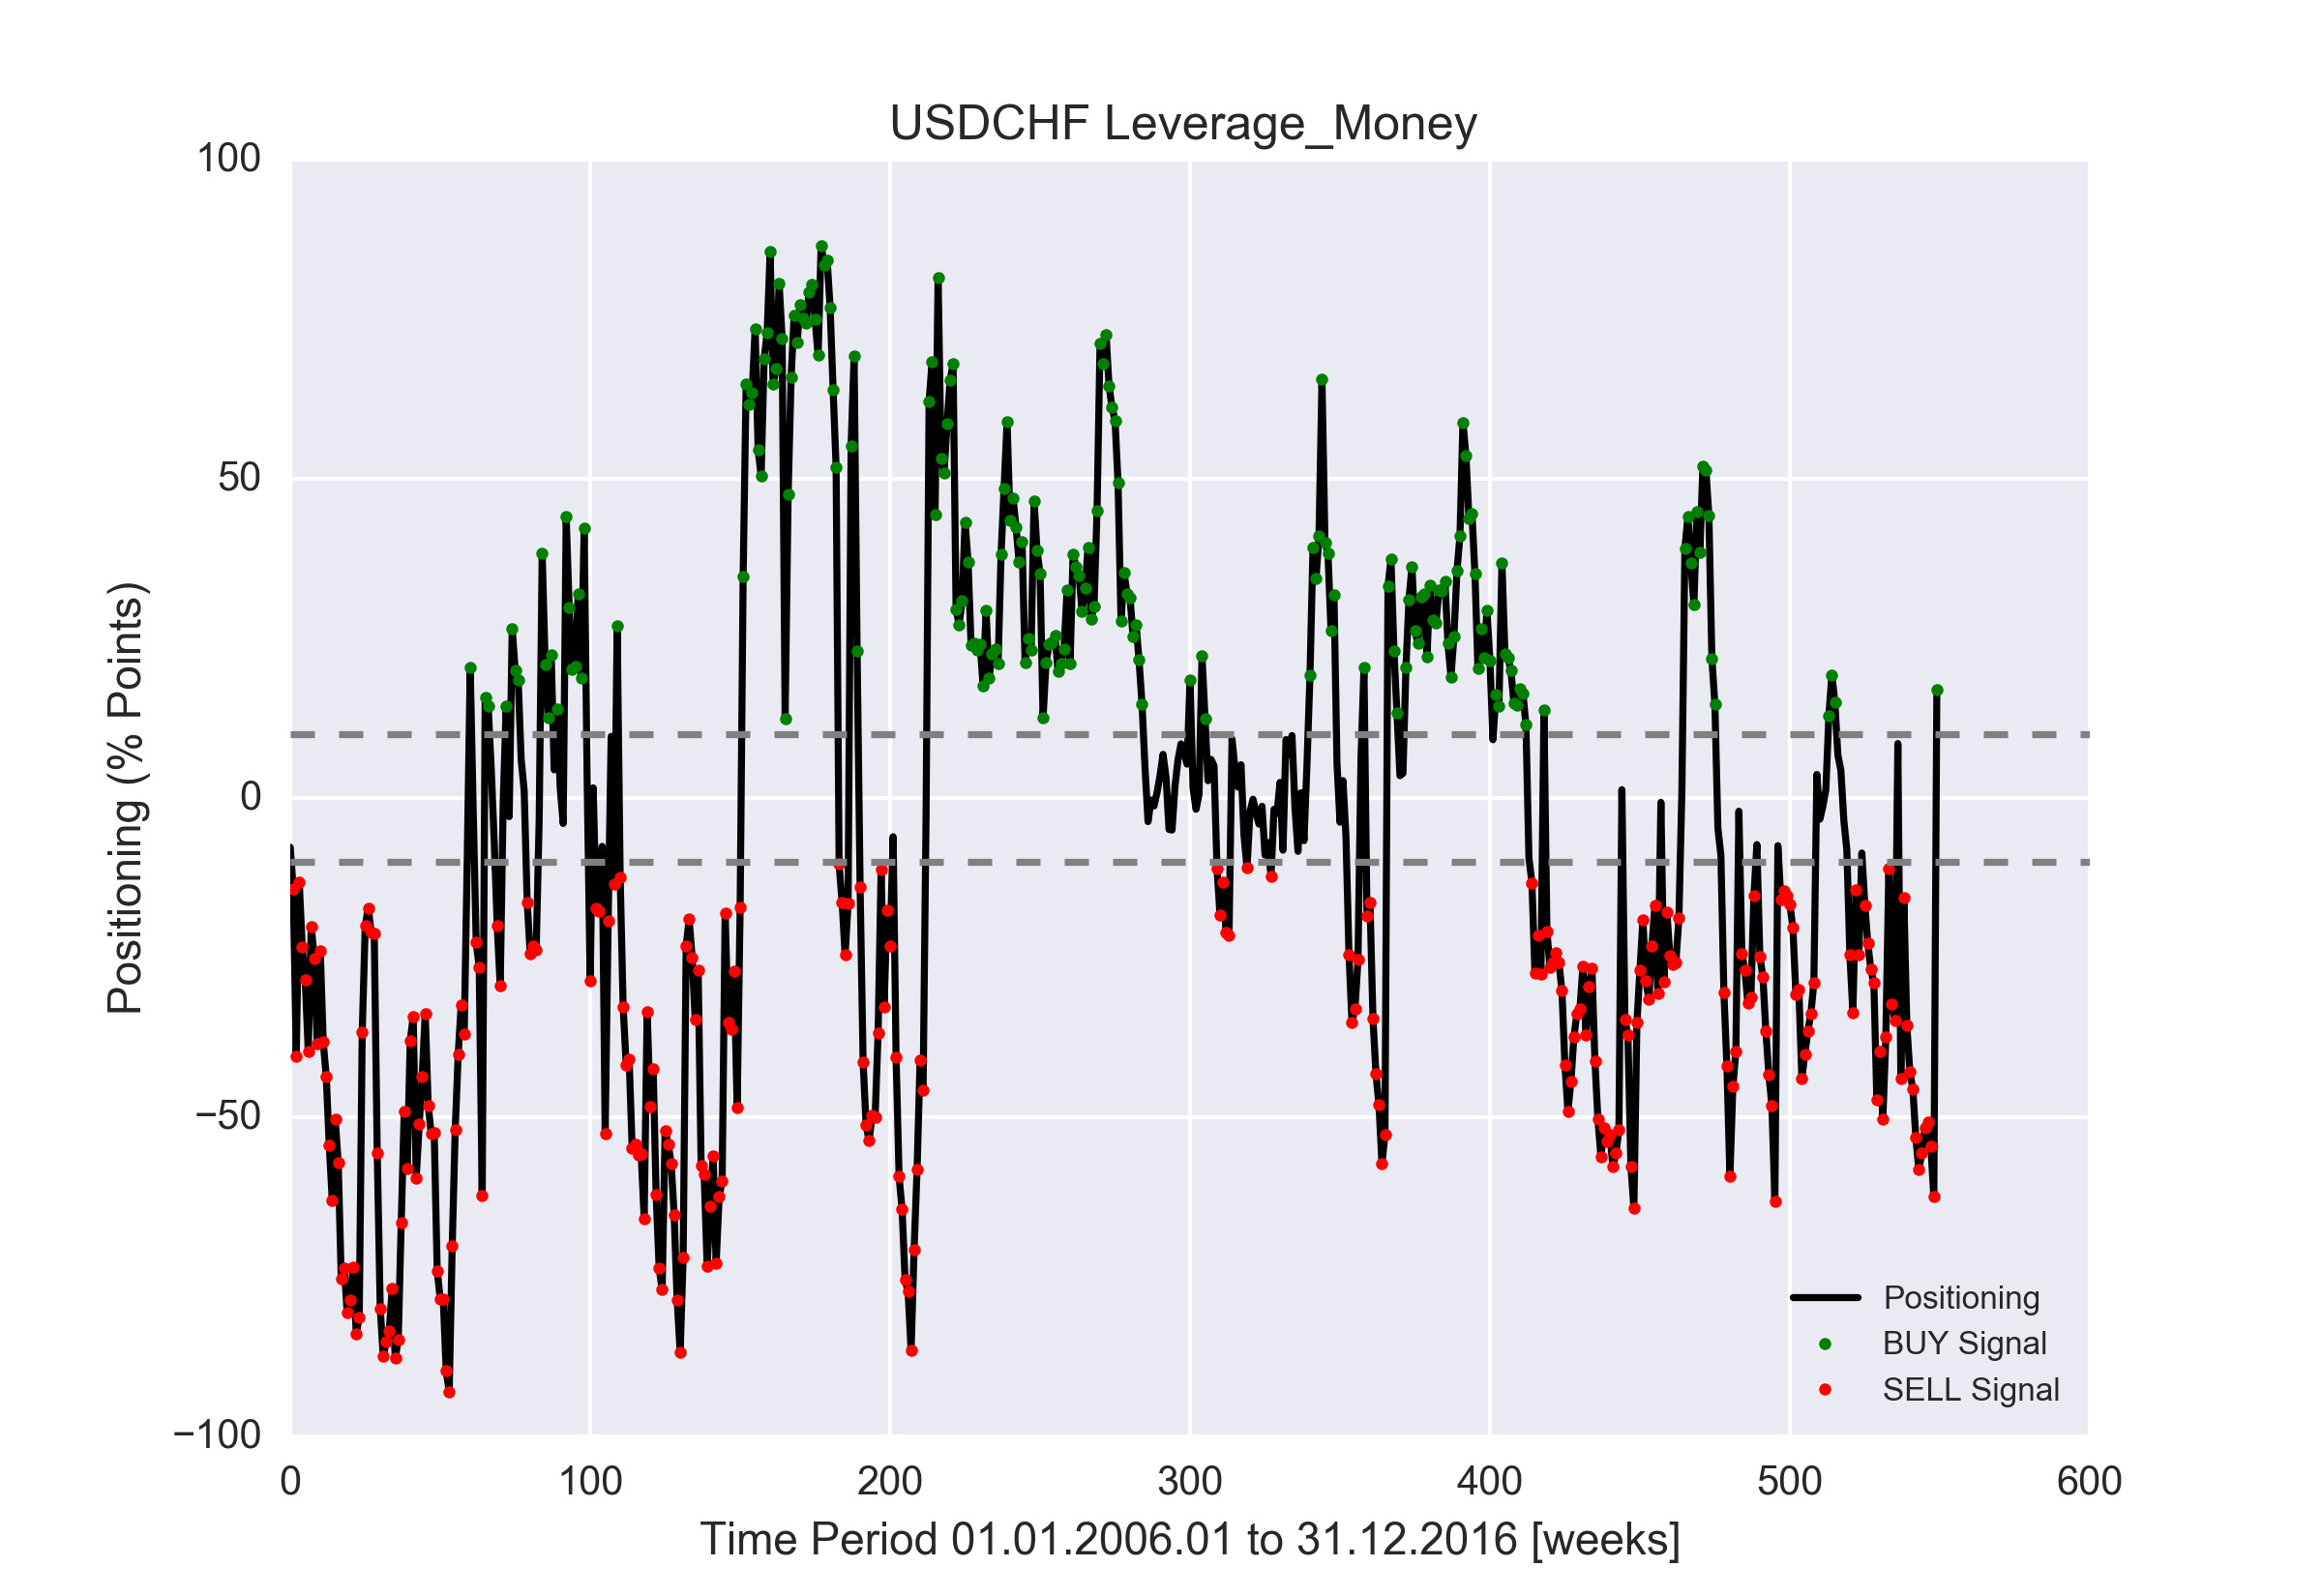 USDCHF Leverage_Money
100
50
0
−50
−100
Positioning (% Points)
0 100 200 300 400 500 600
Time Period 01.01.2006.01 to 31.12.2016 [weeks]
Positioning
BUY Signal
SELL Signal